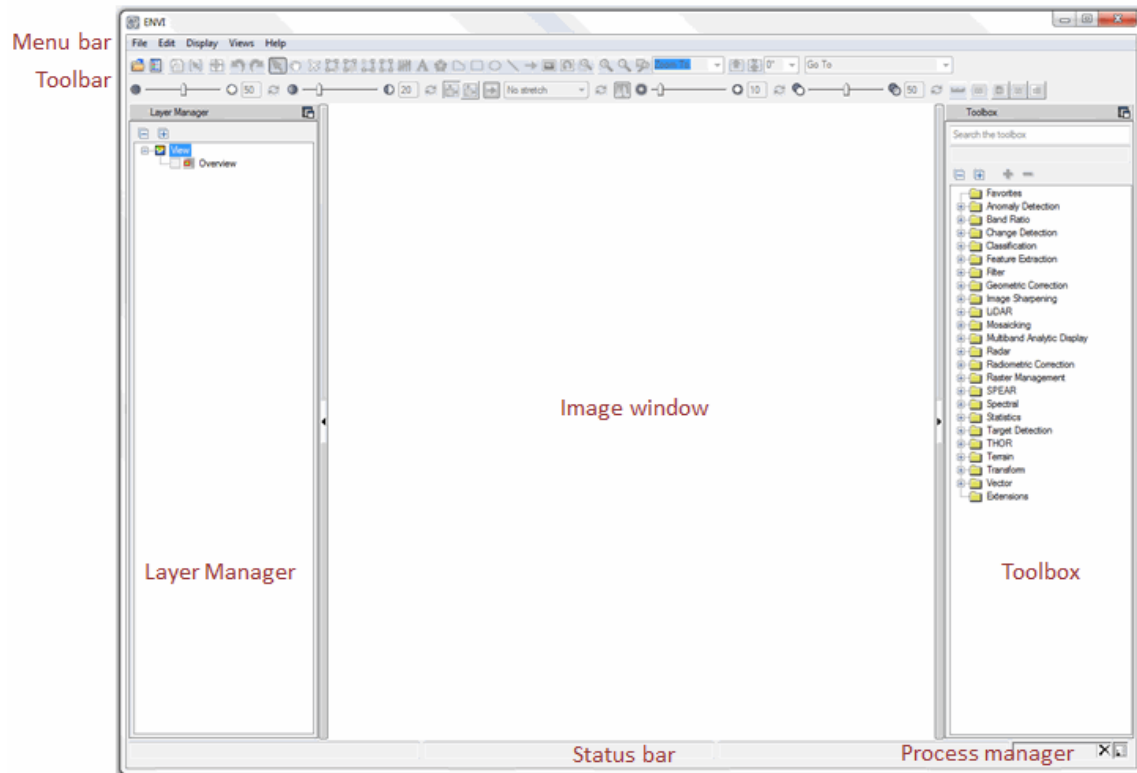 ENVI
Menu bar
File Edit Display Views Help
Toolbar
0° Go To
50 20 No stretch 10 50
Layer Manager
Toolbox
Search the toolbox
View
Overview
Favorites
Anomaly Detection
Band Ratio
Change Detection
Classification
Feature Extraction
Filter
Geometric Correction
Image Sharpening
LiDAR
Mosaicking
Multiband Analytic Display
Radar
Radiometric Correction
Raster Management
SPEAR
Spectral
Statistics
Target Detection
THOR
Terrain
Transform
Vector
Extensions
Image window
Layer Manager
Toolbox
Status bar
Process manager